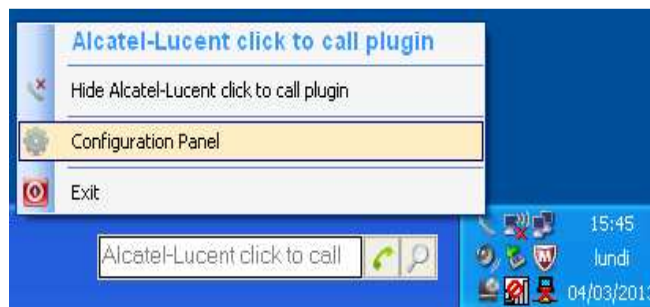 Alcatel-Lucent click to call plugin
Hide Alcatel-Lucent click to call plugin
Configuration Panel
Exit
Alcatel-Lucent click to call
15:45
lundi
04/03/2013